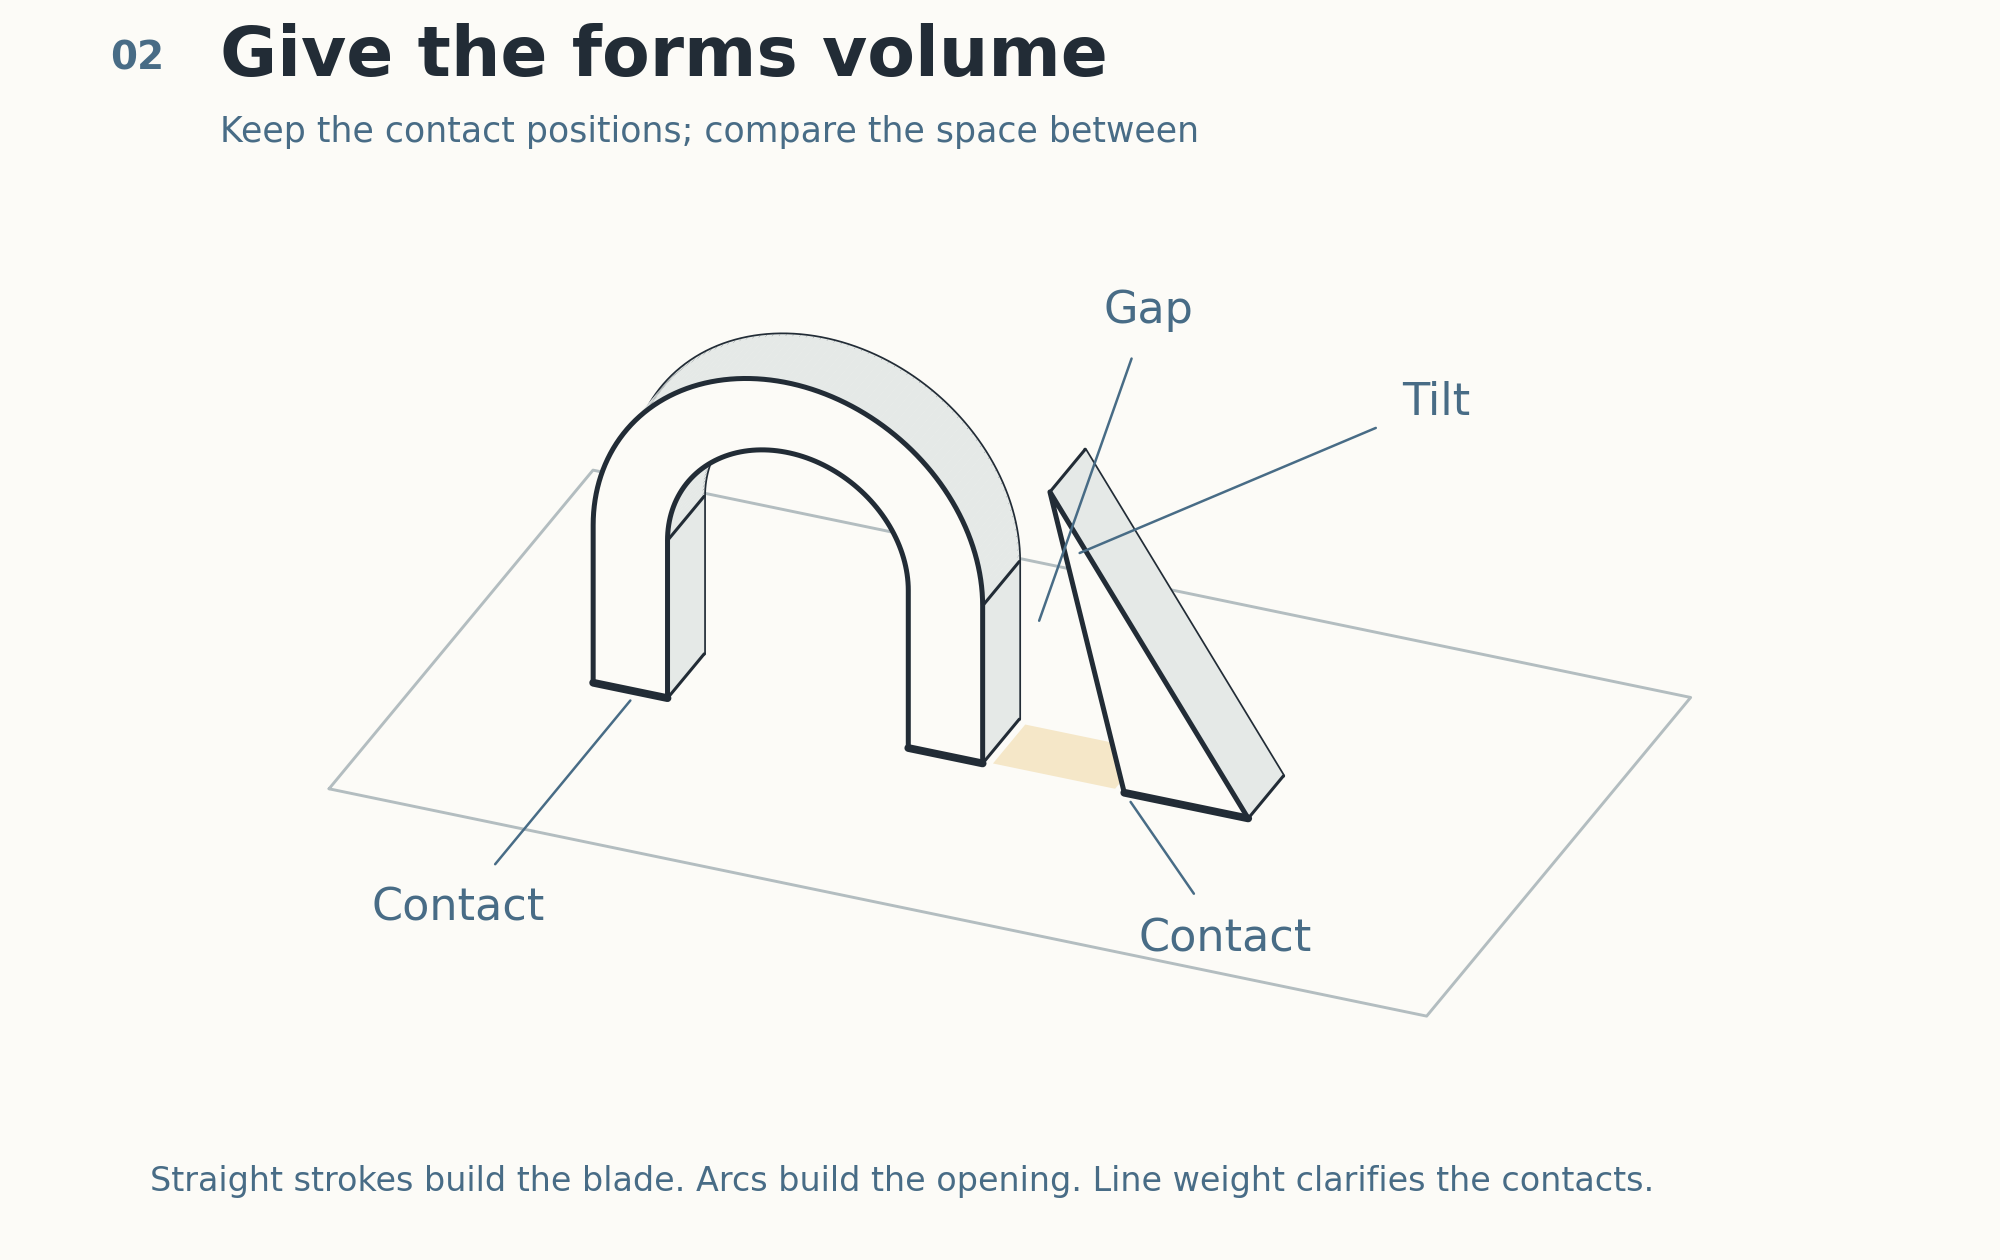 02 Give the forms volume
Keep the contact positions; compare the space between
Gap
Tilt
Contact
Contact
Straight strokes build the blade. Arcs build the opening. Line weight clarifies the contacts.